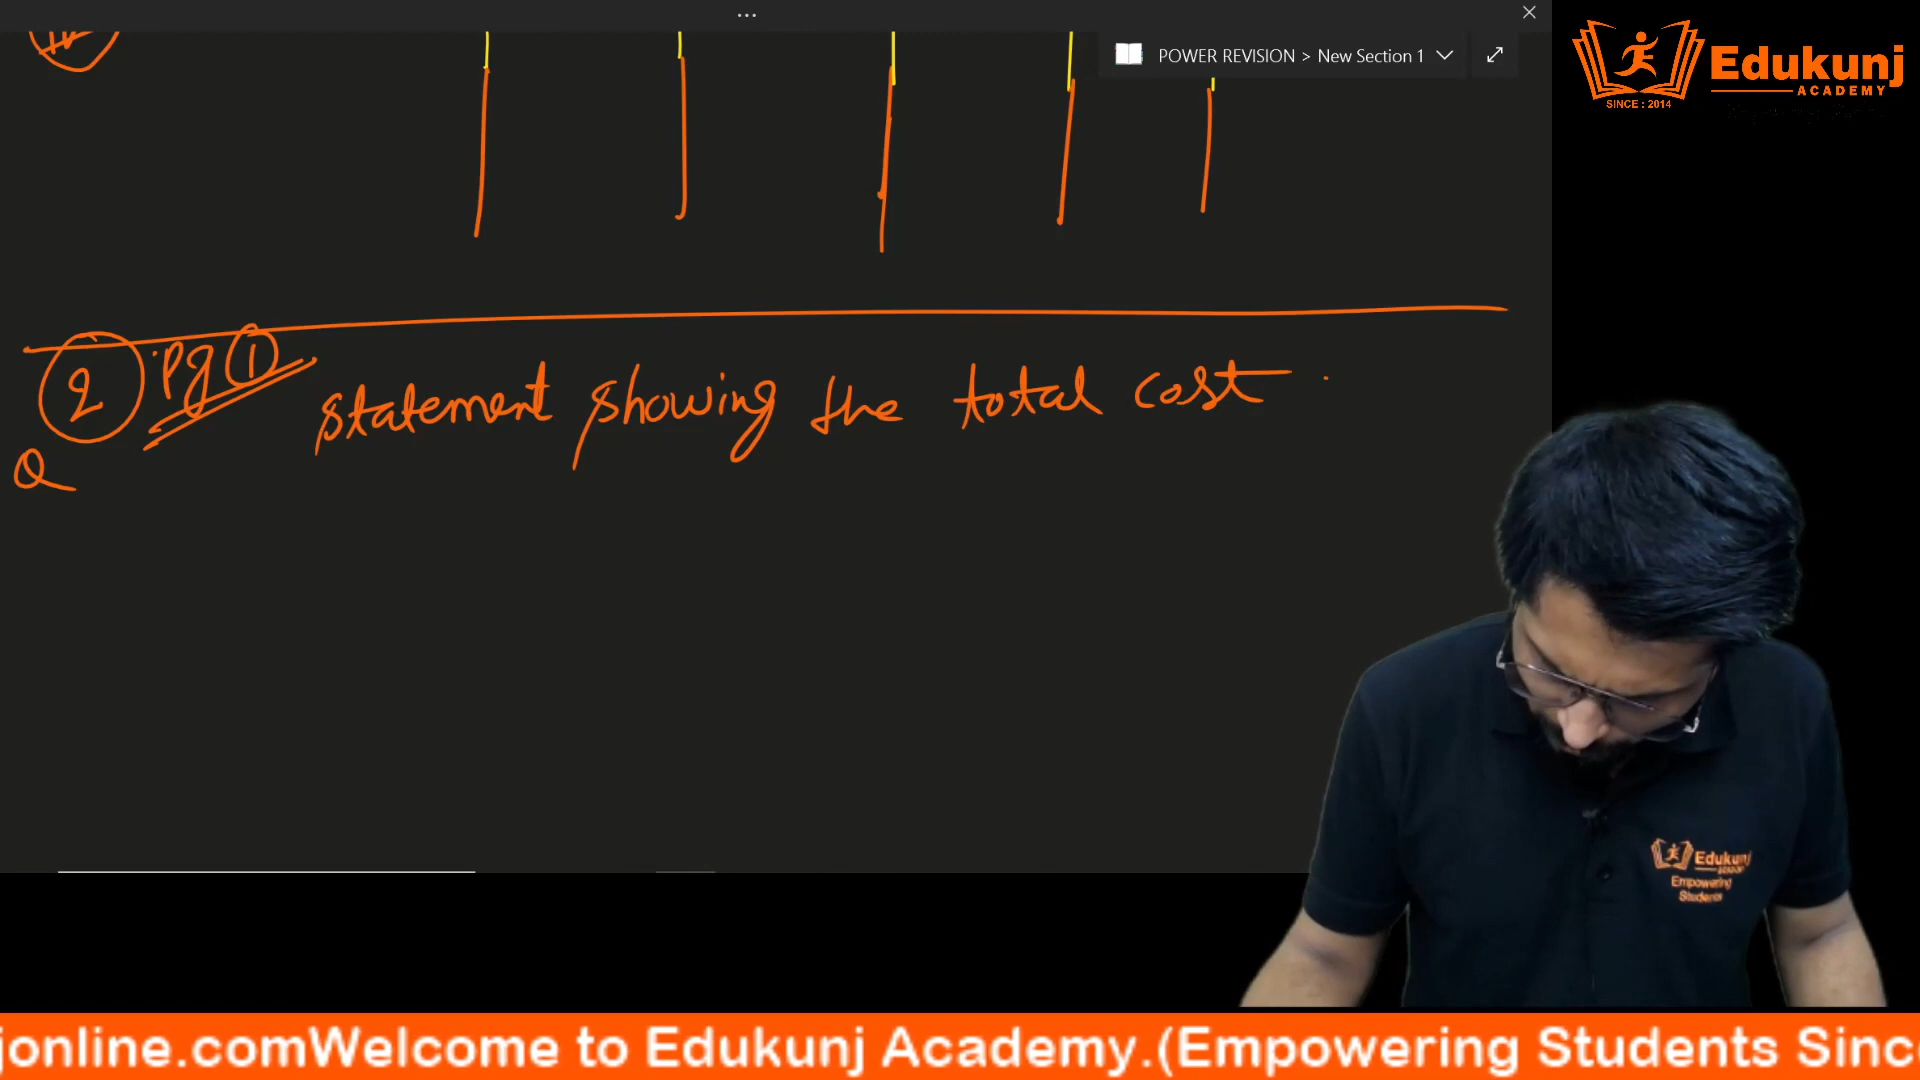 POWER REVISION > New Section 1
Edukunj
ACADEMY
SINCE : 2014
2 Pg 1 statement showing the total cost
Q
Edukunj
Empowering
Students
jonline.comWelcome to Edukunj Academy.(Empowering Students Sinc